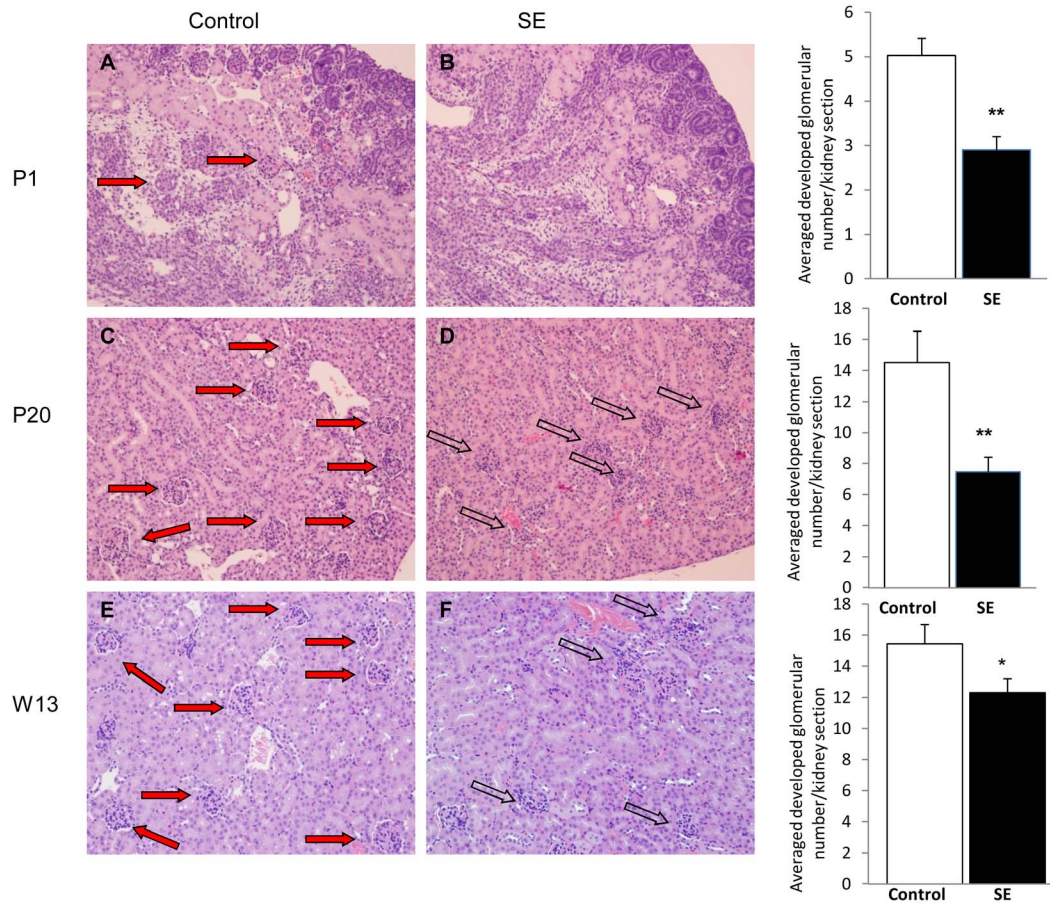 Control
SE
P1
A
B
P20
C
D
W13
E
F
Averaged developed glomerular
number/kidney section
6
5
4
3
2
1
0
**
Control
SE
Averaged developed glomerular
number/kidney section
18
16
14
12
10
8
6
4
2
0
**
Control
SE
Averaged developed glomerular
number/kidney section
18
16
14
12
10
8
6
4
2
0
*
Control
SE